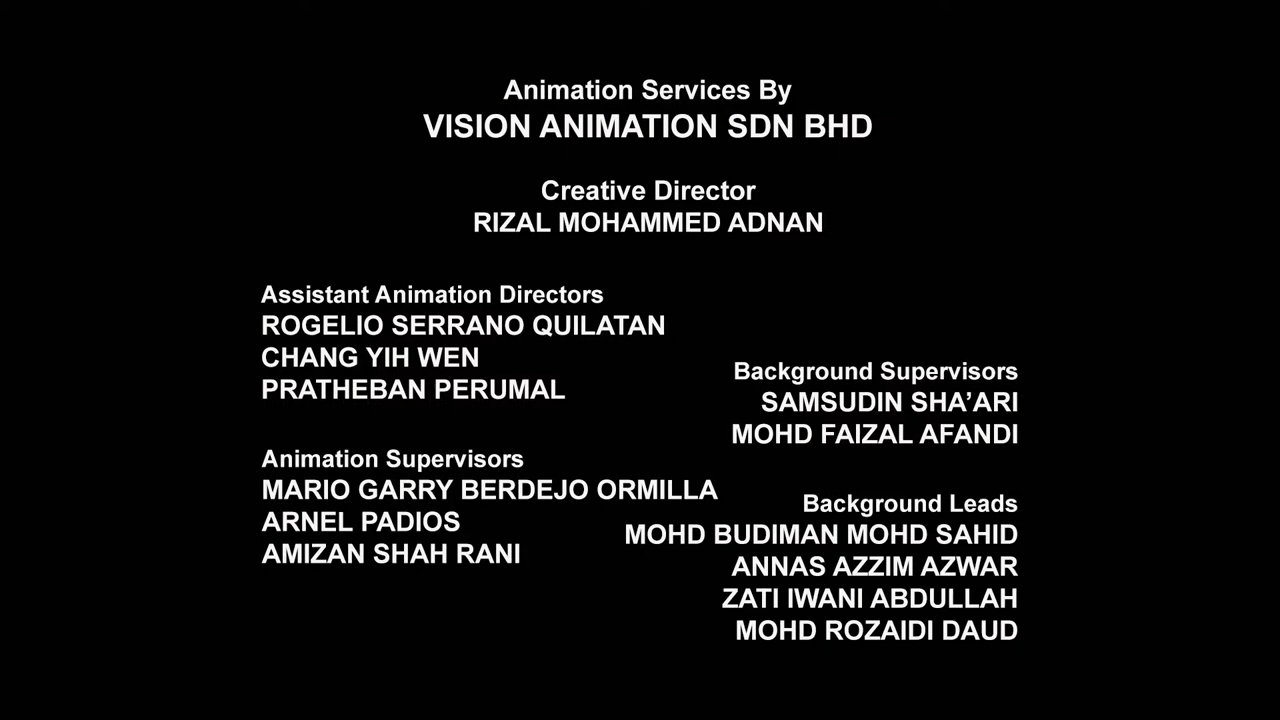 Animation Services By
VISION ANIMATION SDN BHD
Creative Director
RIZAL MOHAMMED ADNAN
Assistant Animation Directors
ROGELIO SERRANO QUILATAN
CHANG YIH WEN
PRATHEBAN PERUMAL
Animation Supervisors
MARIO GARRY BERDEJO ORMILLA
ARNEL PADIOS
AMIZAN SHAH RANI
Background Supervisors
SAMSUDIN SHA’ARI
MOHD FAIZAL AFANDI
Background Leads
MOHD BUDIMAN MOHD SAHID
ANNAS AZZIM AZWAR
ZATI IWANI ABDULLAH
MOHD ROZAIDI DAUD